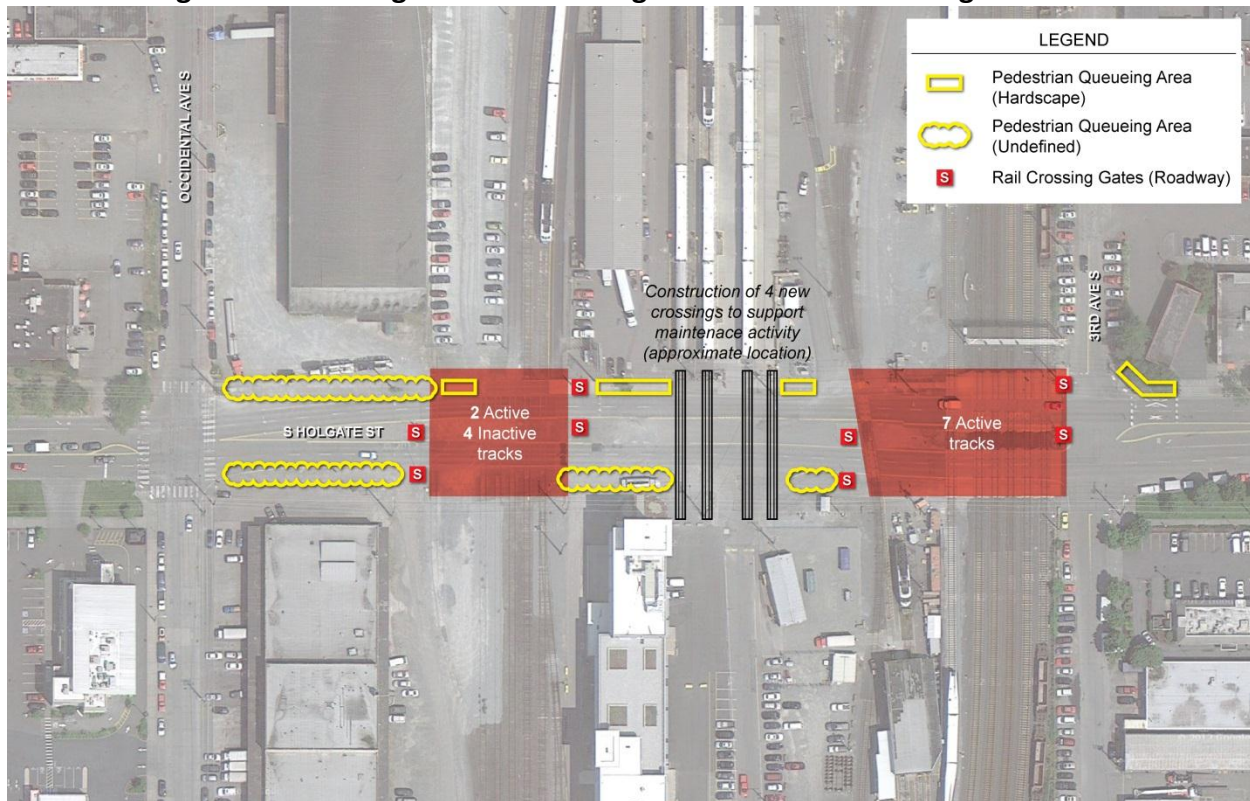 LEGEND
Pedestrian Queueing Area
(Hardscape)
Pedestrian Queueing Area
(Undefined)
S Rail Crossing Gates (Roadway)
OCCIDENTAL AVE S
3RD AVE S
Construction of 4 new
crossings to support
maintenace activity
(approximate location)
S
S
S HOLGATE ST
S
2 Active
4 Inactive
tracks
S
S
7 Active
tracks
S
S
S